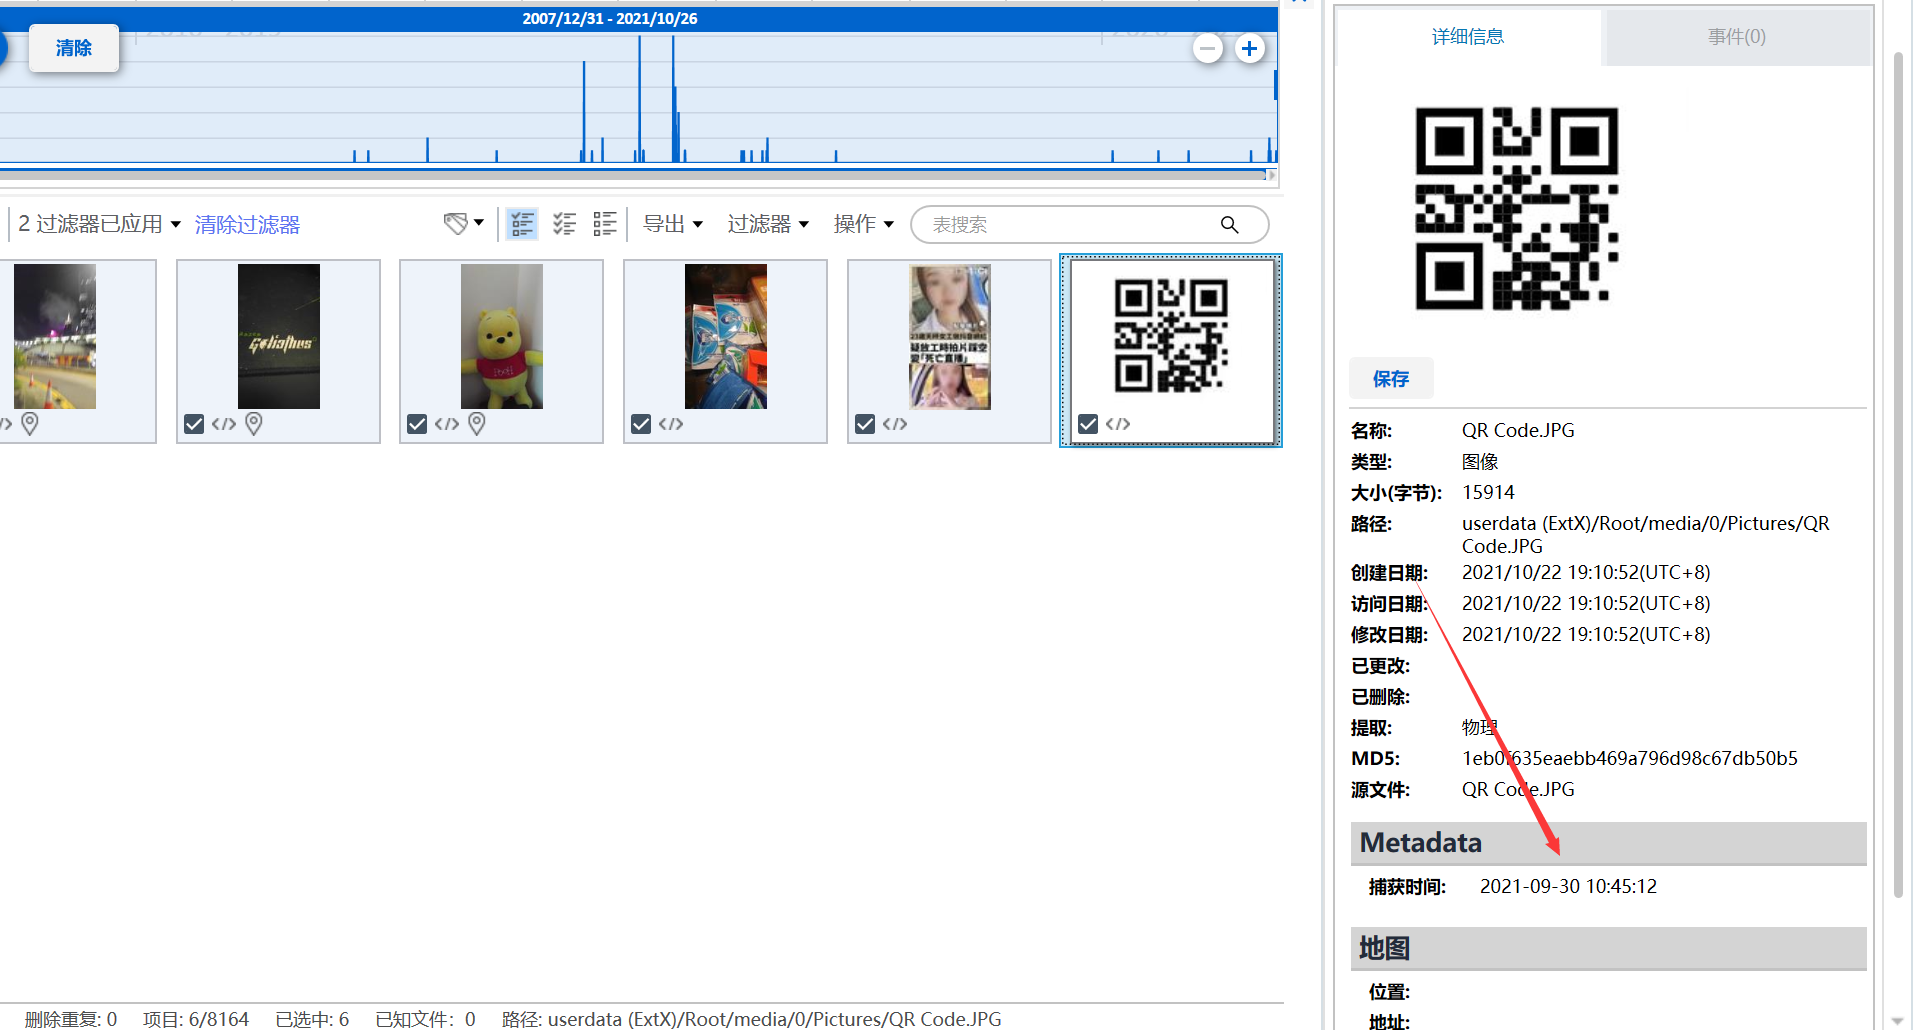 2007/12/31 - 2021/10/26
清除
2 过滤器已应用
清除过滤器
导出
过滤器
操作
表搜索
Goliathus
删除重复: 0
项目: 6/8164
已选中: 6
已知文件: 0
路径: userdata (ExtX)/Root/media/0/Pictures/QR Code.JPG
详细信息
事件(0)
保存
名称: QR Code.JPG
类型: 图像
大小(字节): 15914
路径: userdata (ExtX)/Root/media/0/Pictures/QR
Code.JPG
创建日期: 2021/10/22 19:10:52(UTC+8)
访问日期: 2021/10/22 19:10:52(UTC+8)
修改日期: 2021/10/22 19:10:52(UTC+8)
已更改:
已删除:
提取: 物理
MD5: 1eb0f635eaebb469a796d98c67db50b5
源文件: QR Code.JPG
Metadata
捕获时间: 2021-09-30 10:45:12
地图
位置:
地址: